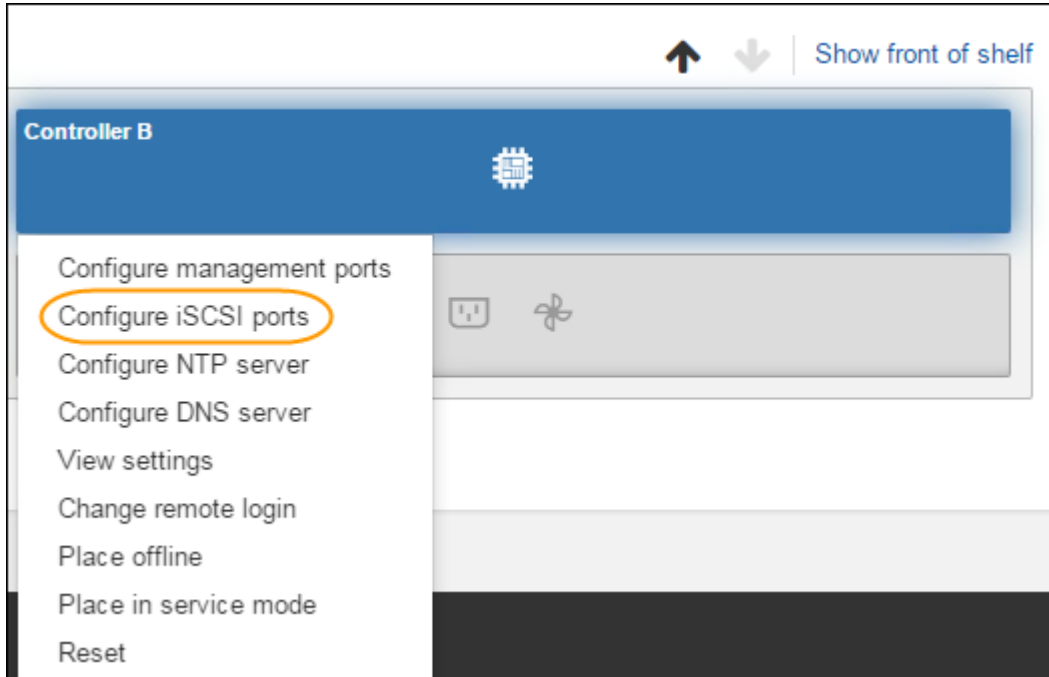 Show front of shelf
Controller B
Configure management ports
Configure iSCSI ports
Configure NTP server
Configure DNS server
View settings
Change remote login
Place offline
Place in service mode
Reset